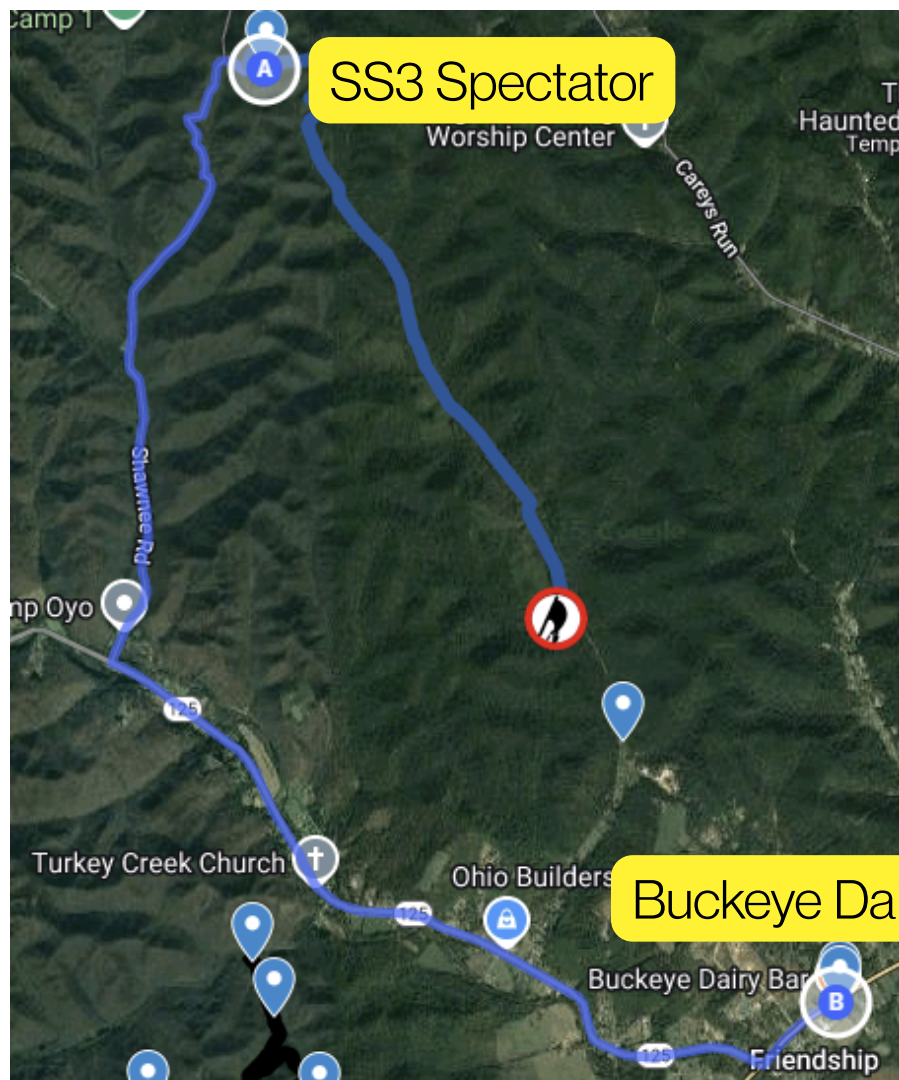 Camp 1
A
SS3 Spectator
Worship Center
T
Haunted
Temp
Careys Run
Shawnee Rd
mp Oyo
125
Turkey Creek Church
Ohio Builders
125
Buckeye Da
Buckeye Dairy Bar
B
125
Friendship